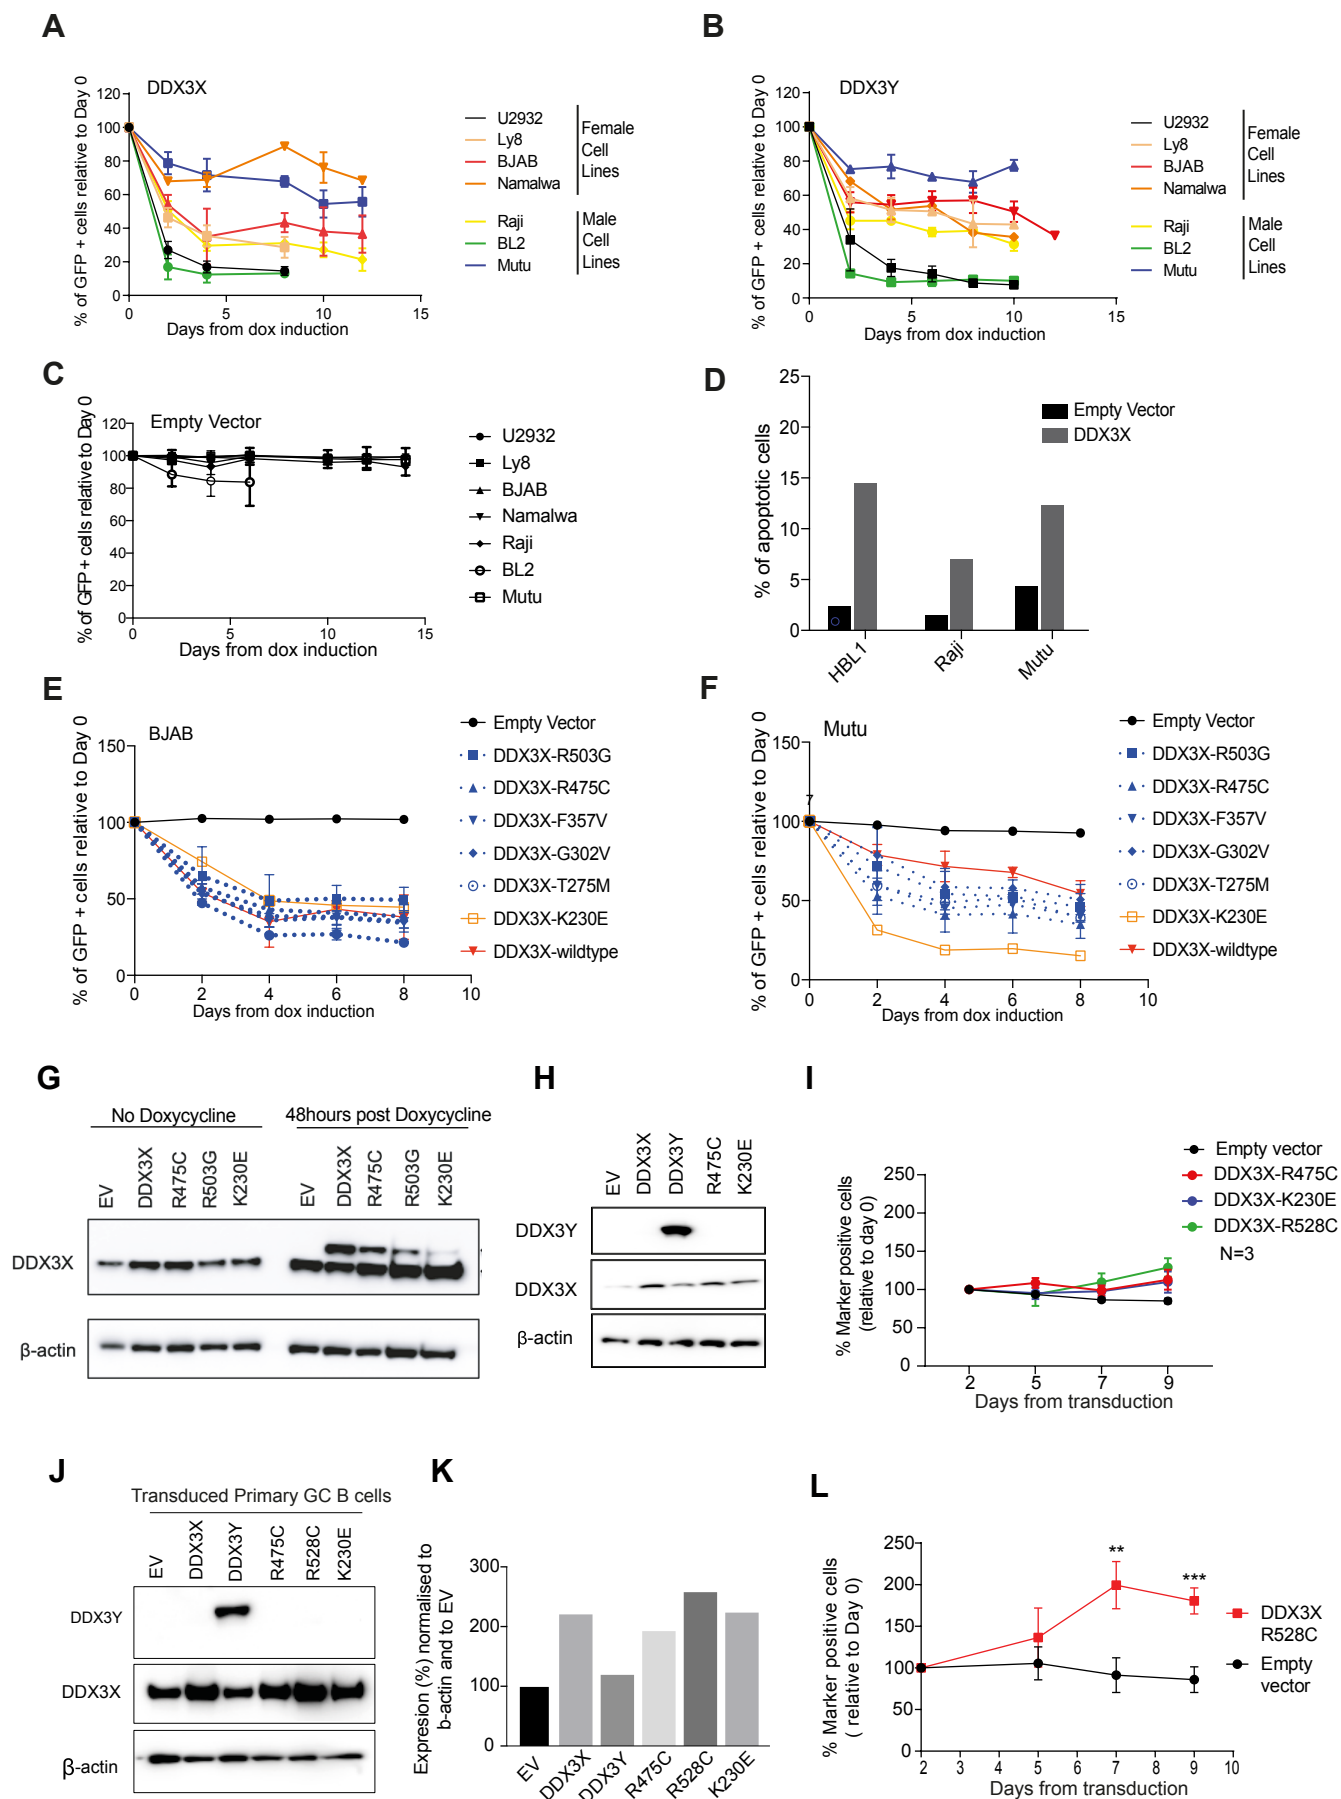 A
DDX3X
% of GFP + cells relative to Day 0
120
100
80
60
40
20
0
0
5
10
15
Days from dox induction
U2932
Ly8
BJAB
Namalwa
Female
Cell
Lines
Raji
BL2
Mutu
Male
Cell
Lines
B
DDX3Y
% of GFP + cells relative to Day 0
120
100
80
60
40
20
0
0
5
10
15
Days from dox induction
U2932
Ly8
BJAB
Namalwa
Female
Cell
Lines
Raji
BL2
Mutu
Male
Cell
Lines
C
Empty Vector
% of GFP + cells relative to Day 0
120
100
80
60
40
20
0
0
5
10
15
Days from dox induction
U2932
Ly8
BJAB
Namalwa
Raji
BL2
Mutu
D
% of apoptotic cells
25
20
15
10
5
0
HBL1
Raji
Mutu
Empty Vector
DDX3X
E
BJAB
% of GFP + cells relative to Day 0
150
100
50
0
0
2
4
6
8
10
Days from dox induction
Empty Vector
DDX3X-R503G
DDX3X-R475C
DDX3X-F357V
DDX3X-G302V
DDX3X-T275M
DDX3X-K230E
DDX3X-wildtype
F
Mutu
% of GFP + cells relative to Day 0
150
100
50
0
7
0
2
4
6
8
10
Days from dox induction
Empty Vector
DDX3X-R503G
DDX3X-R475C
DDX3X-F357V
DDX3X-G302V
DDX3X-T275M
DDX3X-K230E
DDX3X-wildtype
G
No Doxycycline
48hours post Doxycycline
EV
DDX3X
R475C
R503G
K230E
EV
DDX3X
R475C
R503G
K230E
DDX3X
β-actin
H
EV
DDX3X
DDX3Y
R475C
K230E
DDX3Y
DDX3X
β-actin
I
% Marker positive cells
(relative to day 0)
250
200
150
100
50
0
2
5
7
9
Days from transduction
Empty vector
DDX3X-R475C
DDX3X-K230E
DDX3X-R528C
N=3
J
Transduced Primary GC B cells
EV
DDX3X
DDX3Y
R475C
R528C
K230E
DDX3Y
DDX3X
β-actin
K
Expresion (%) normalised to
b-actin and to EV
300
200
100
0
EV
DDX3X
DDX3Y
R475C
R528C
K230E
L
% Marker positive cells
( relative to Day 0)
250
200
150
100
50
0
**
***
2
3
4
5
6
7
8
9
10
Days from transduction
DDX3X
R528C
Empty
vector